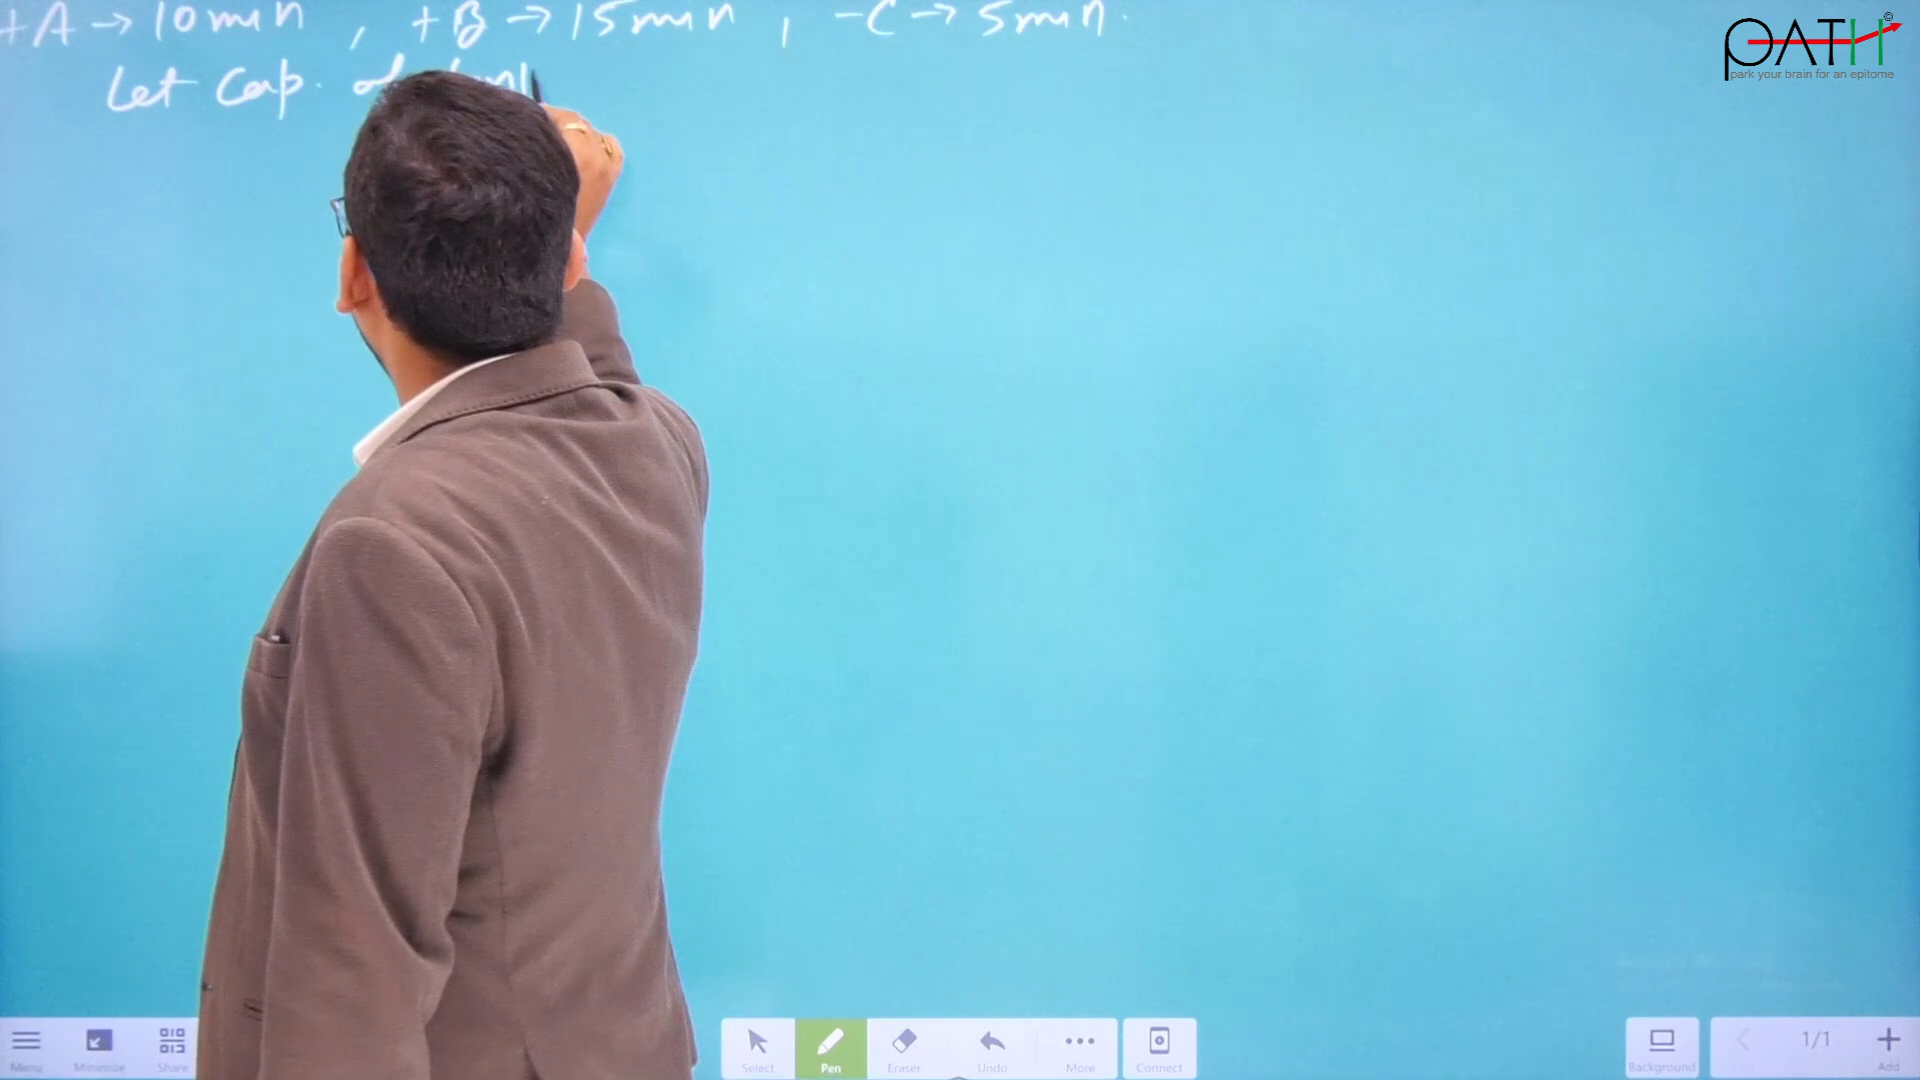 +A → 10 min , +B → 15 min , -C → 5 min.
Let Cap. of
PATH ©
park your brain for an epitome
Menu Minimize Share Select Pen Eraser Undo More Connect Background 1/1 Add